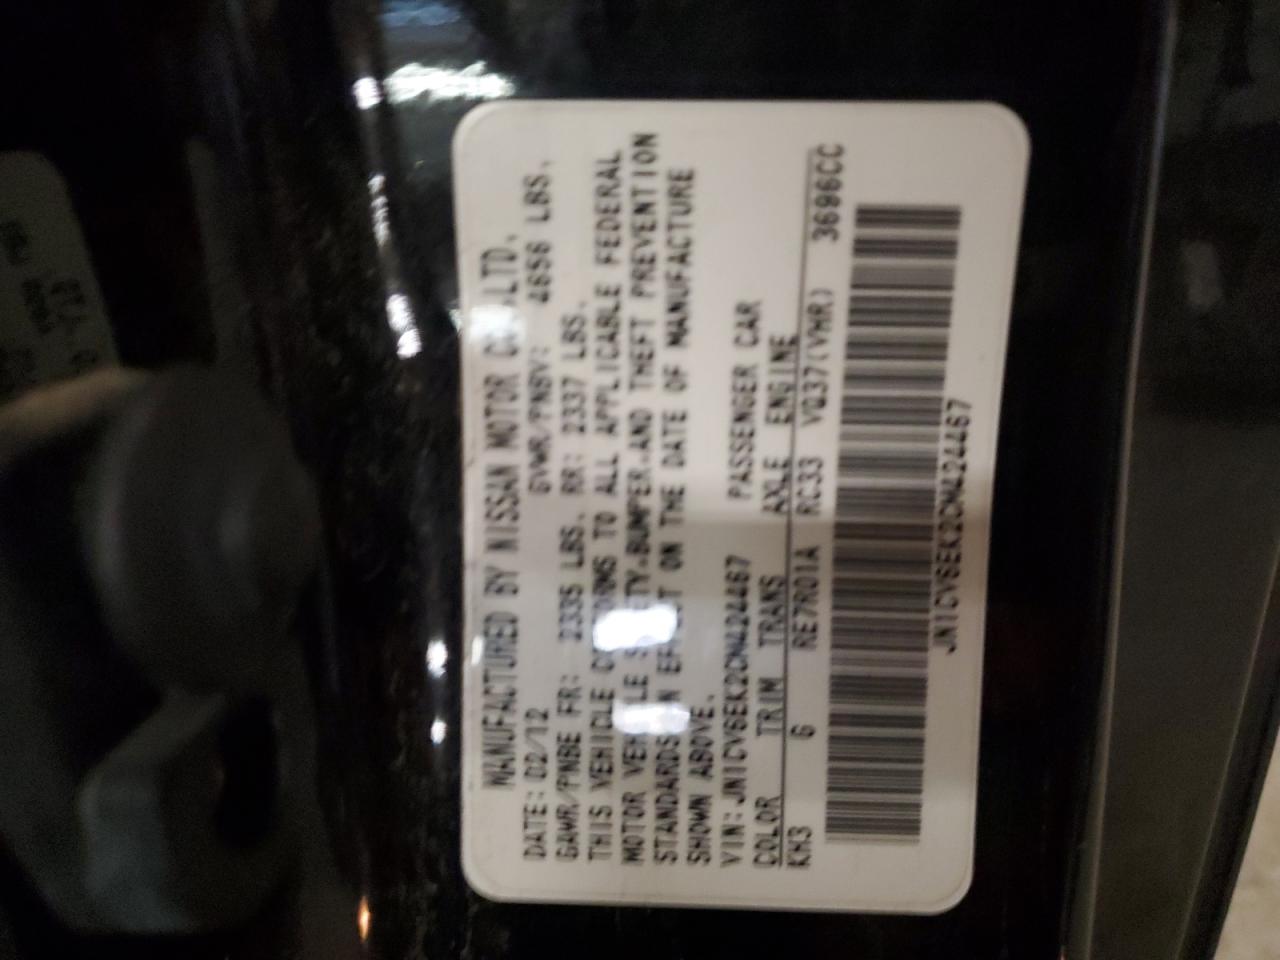 MANUFACTURED BY NISSAN MOTOR CO.,LTD.
DATE: 02/12 GVWR/PNBV: 4656 LBS.
GAWR/PNBE FR: 2335 LBS. RR: 2337 LBS.
THIS VEHICLE CONFORMS TO ALL APPLICABLE FEDERAL
MOTOR VEHICLE SAFETY,BUMPER,AND THEFT PREVENTION
STANDARDS IN EFFECT ON THE DATE OF MANUFACTURE
SHOWN ABOVE.
VIN:JN1CV6EK2CM424467 PASSENGER CAR
COLOR TRIM TRANS AXLE ENGINE
KH3 G RE7R01A RC33 VQ37(VHR) 3696CC
JN1CV6EK2CM424467